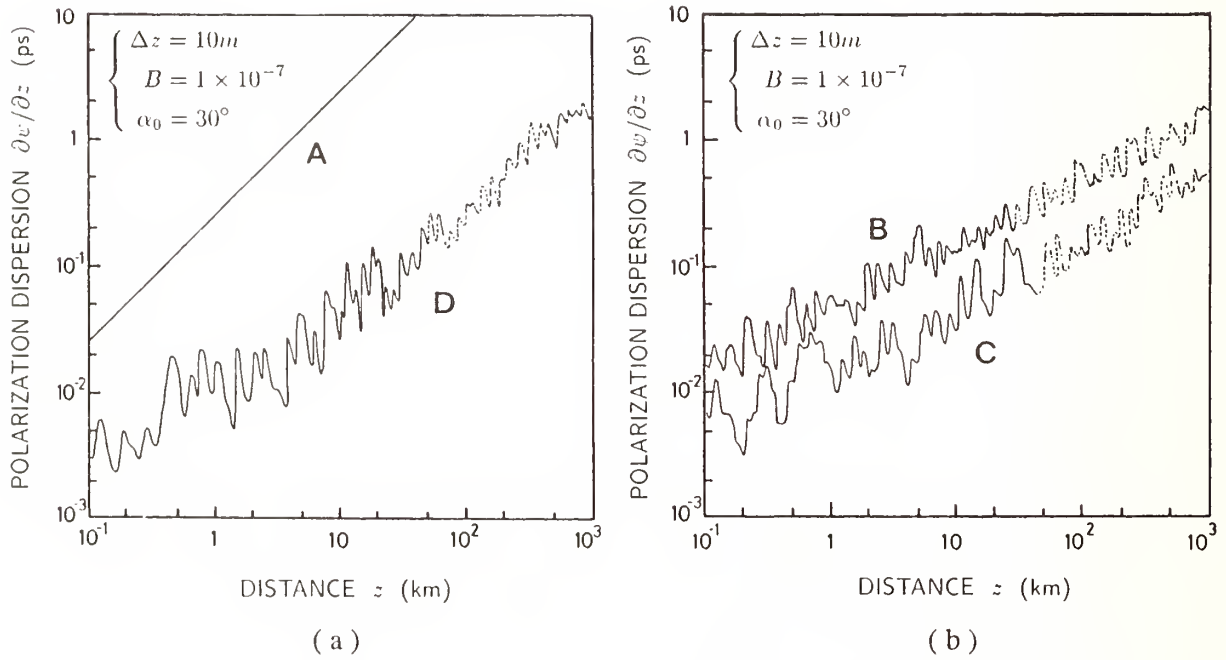 POLARIZATION DISPERSION ∂ψ/∂z (ps)
10
1
10⁻¹
10⁻²
10⁻³
Δz = 10m
B = 1 × 10⁻⁷
α₀ = 30°
A
D
10⁻¹
1
10
10²
10³
DISTANCE z (km)
(a)
POLARIZATION DISPERSION ∂ψ/∂z (ps)
10
1
10⁻¹
10⁻²
10⁻³
Δz = 10m
B = 1 × 10⁻⁷
α₀ = 30°
B
C
10⁻¹
1
10
10²
10³
DISTANCE z (km)
(b)